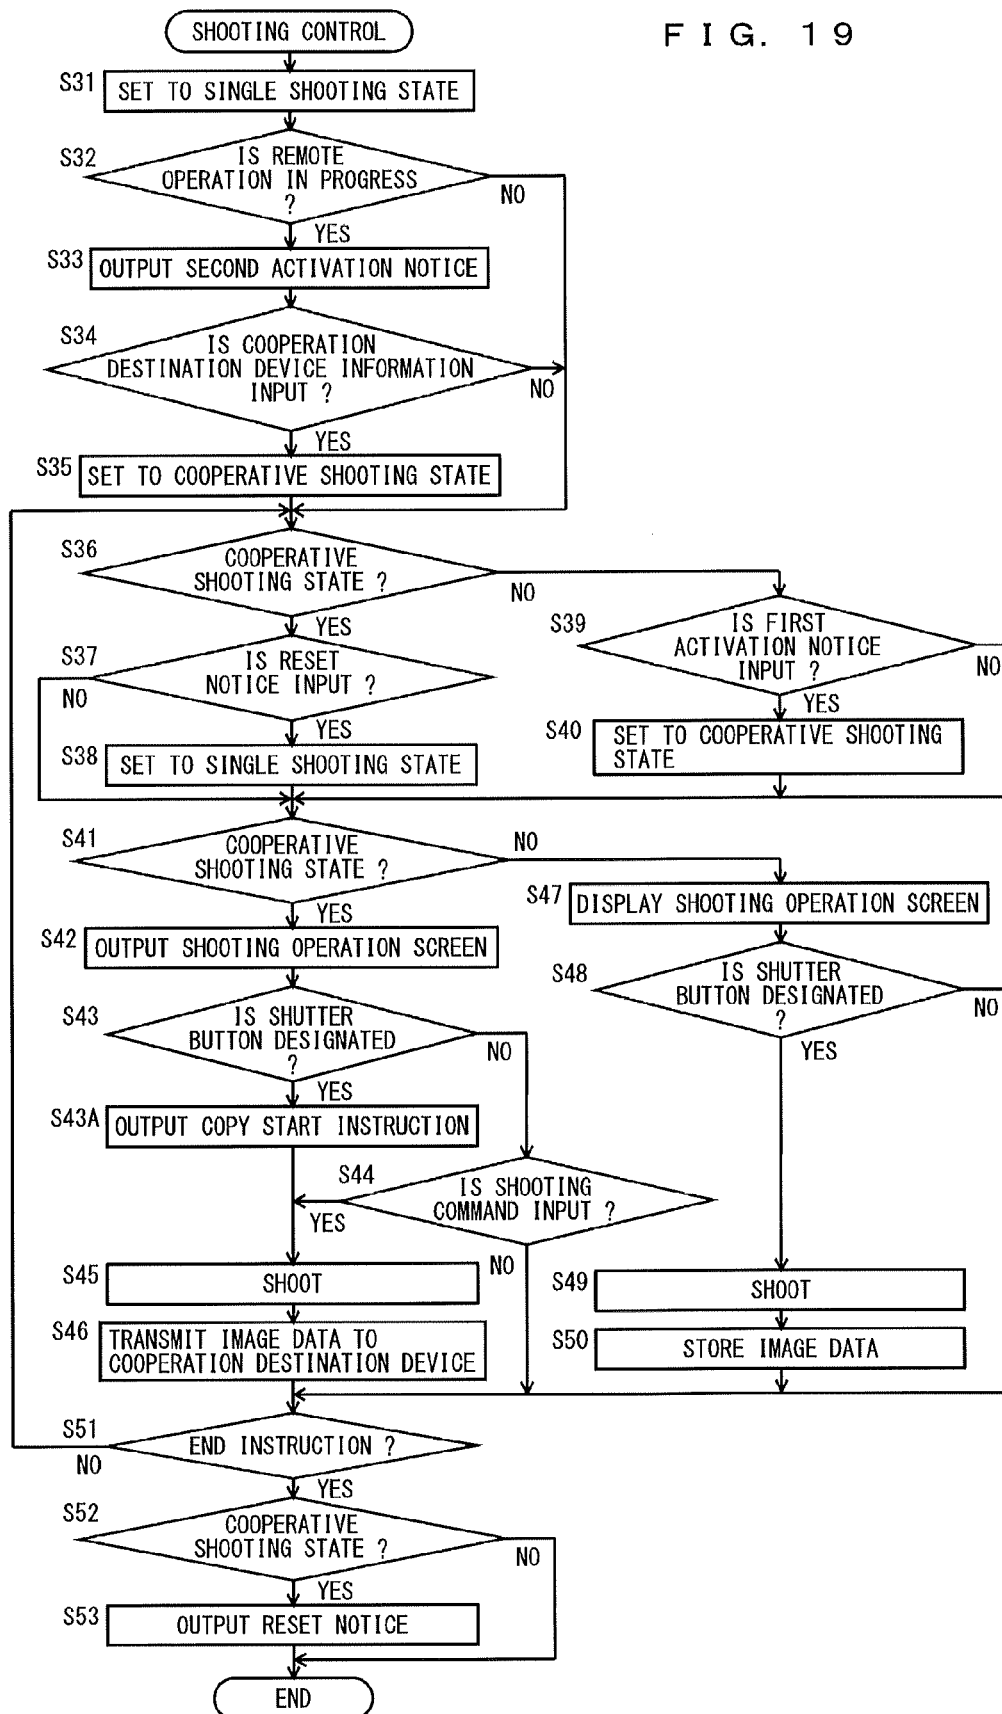 SHOOTING CONTROL
F I G. 1 9
S31
SET TO SINGLE SHOOTING STATE
S32
IS REMOTE
OPERATION IN PROGRESS
?
NO
YES
S33
OUTPUT SECOND ACTIVATION NOTICE
S34
IS COOPERATION
DESTINATION DEVICE INFORMATION
INPUT ?
NO
YES
S35
SET TO COOPERATIVE SHOOTING STATE
S36
COOPERATIVE
SHOOTING STATE ?
NO
YES
S39
IS FIRST
ACTIVATION NOTICE
INPUT ?
NO
YES
S37
IS RESET
NOTICE INPUT ?
NO
YES
S40
SET TO COOPERATIVE SHOOTING
STATE
S38
SET TO SINGLE SHOOTING STATE
S41
COOPERATIVE
SHOOTING STATE ?
NO
YES
S47
DISPLAY SHOOTING OPERATION SCREEN
S42
OUTPUT SHOOTING OPERATION SCREEN
S48
IS SHUTTER
BUTTON DESIGNATED
?
NO
YES
S43
IS SHUTTER
BUTTON DESIGNATED
?
NO
YES
S43A
OUTPUT COPY START INSTRUCTION
S44
IS SHOOTING
COMMAND INPUT ?
YES
NO
S45
SHOOT
S49
SHOOT
S46
TRANSMIT IMAGE DATA TO
COOPERATION DESTINATION DEVICE
S50
STORE IMAGE DATA
S51
END INSTRUCTION ?
NO
YES
S52
COOPERATIVE
SHOOTING STATE ?
NO
YES
S53
OUTPUT RESET NOTICE
END